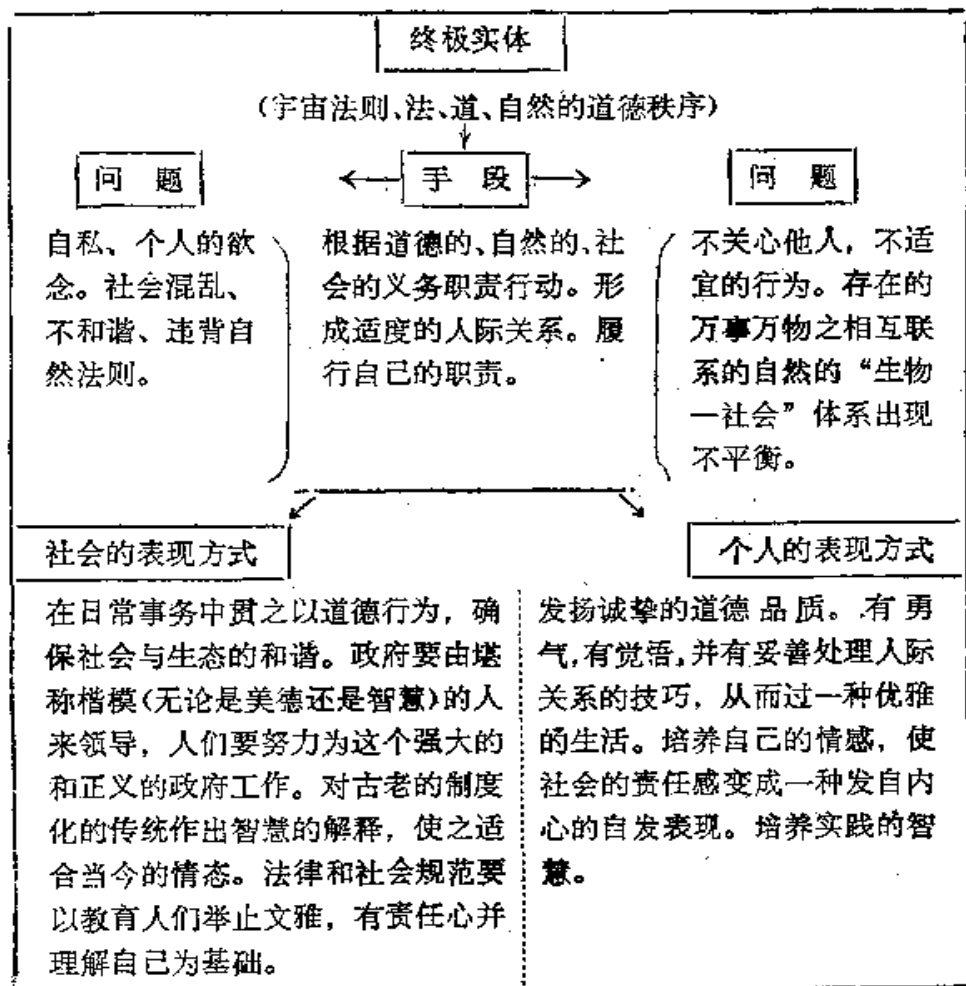 终极实体
(宇宙法则、法、道、自然的道德秩序)
问 题
手 段
问 题
自私、个人的欲
念。社会混乱、
不和谐、违背自
然法则。
根据道德的、自然的、社
会的义务职责行动。形
成适度的人际关系。履
行自己的职责。
不关心他人，不适
宜的行为。存在的
万事万物之相互联
系的自然的“生物
—社会”体系出现
不平衡。
社会的表现方式
个人的表现方式
在日常事务中贯之以道德行为，确
保社会与生态的和谐。政府要由堪
称楷模(无论是美德还是智慧)的人
来领导，人们要努力为这个强大的
和正义的政府工作。对古老的制度
化的传统作出智慧的解释，使之适
合当今的情态。法律和社会规范要
以教育人们举止文雅，有责任心并
理解自己为基础。
发扬诚挚的道德品质。有勇
气，有觉悟，并有妥善处理人际
关系的技巧，从而过一种优雅
的生活。培养自己的情感，使
社会的责任感变成一种发自内
心的自发表现。培养实践的智
慧。